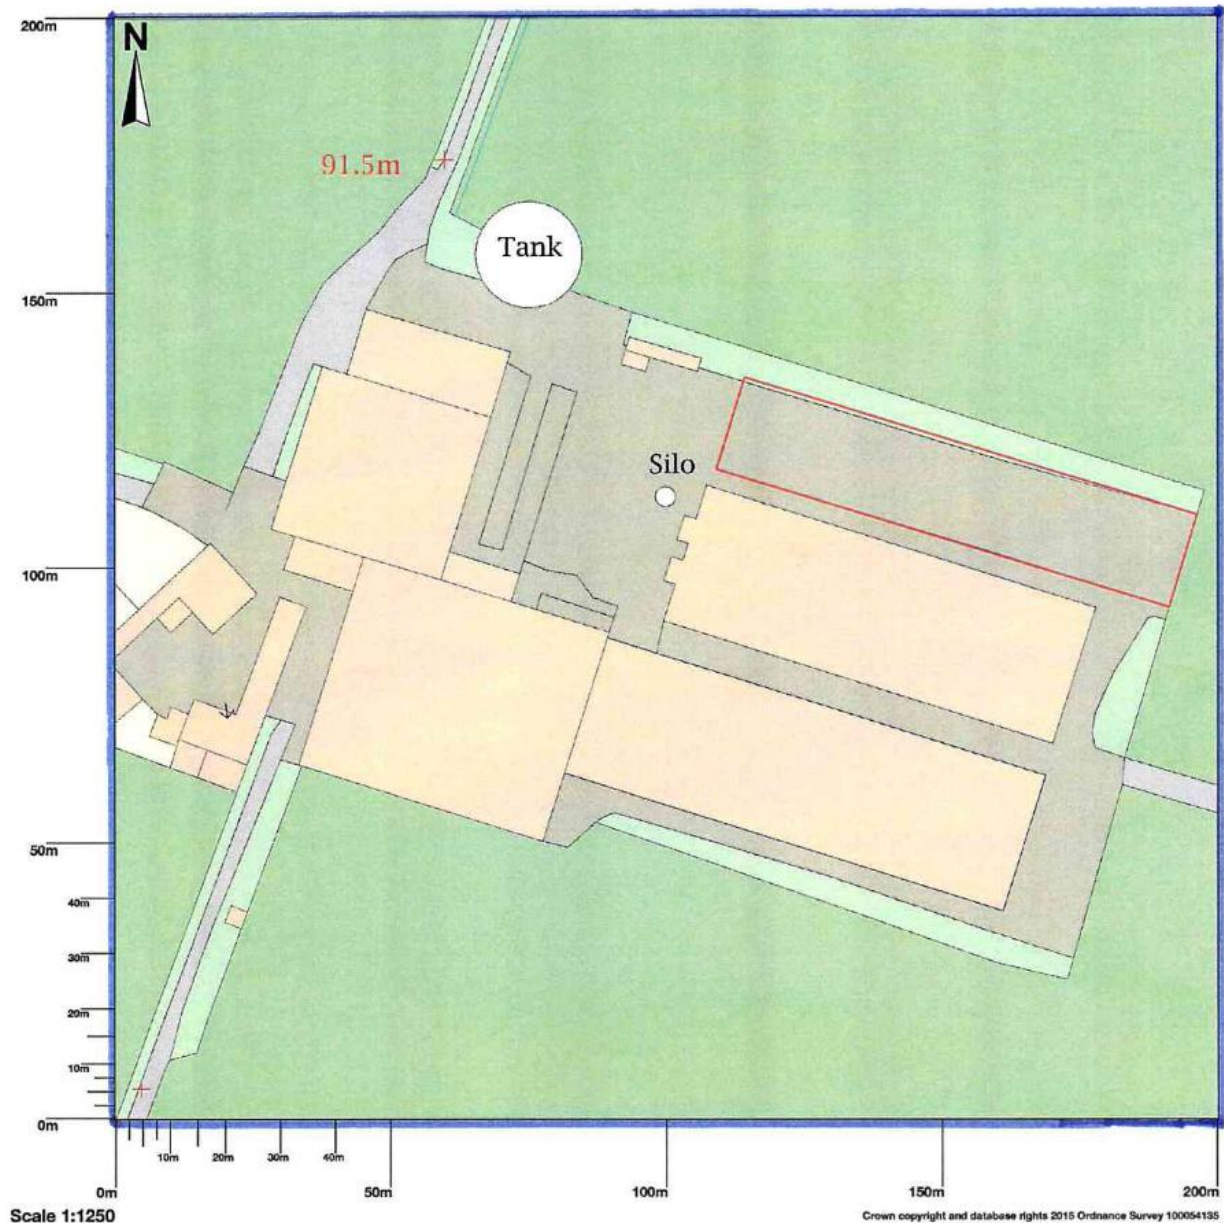 200m
N
91.5m
Tank
150m
Silo
100m
50m
40m
30m
20m
10m
0m
10m 20m 30m 40m
0m 50m 100m 150m 200m
Scale 1:1250
Crown copyright and database rights 2015 Ordnance Survey 100054135